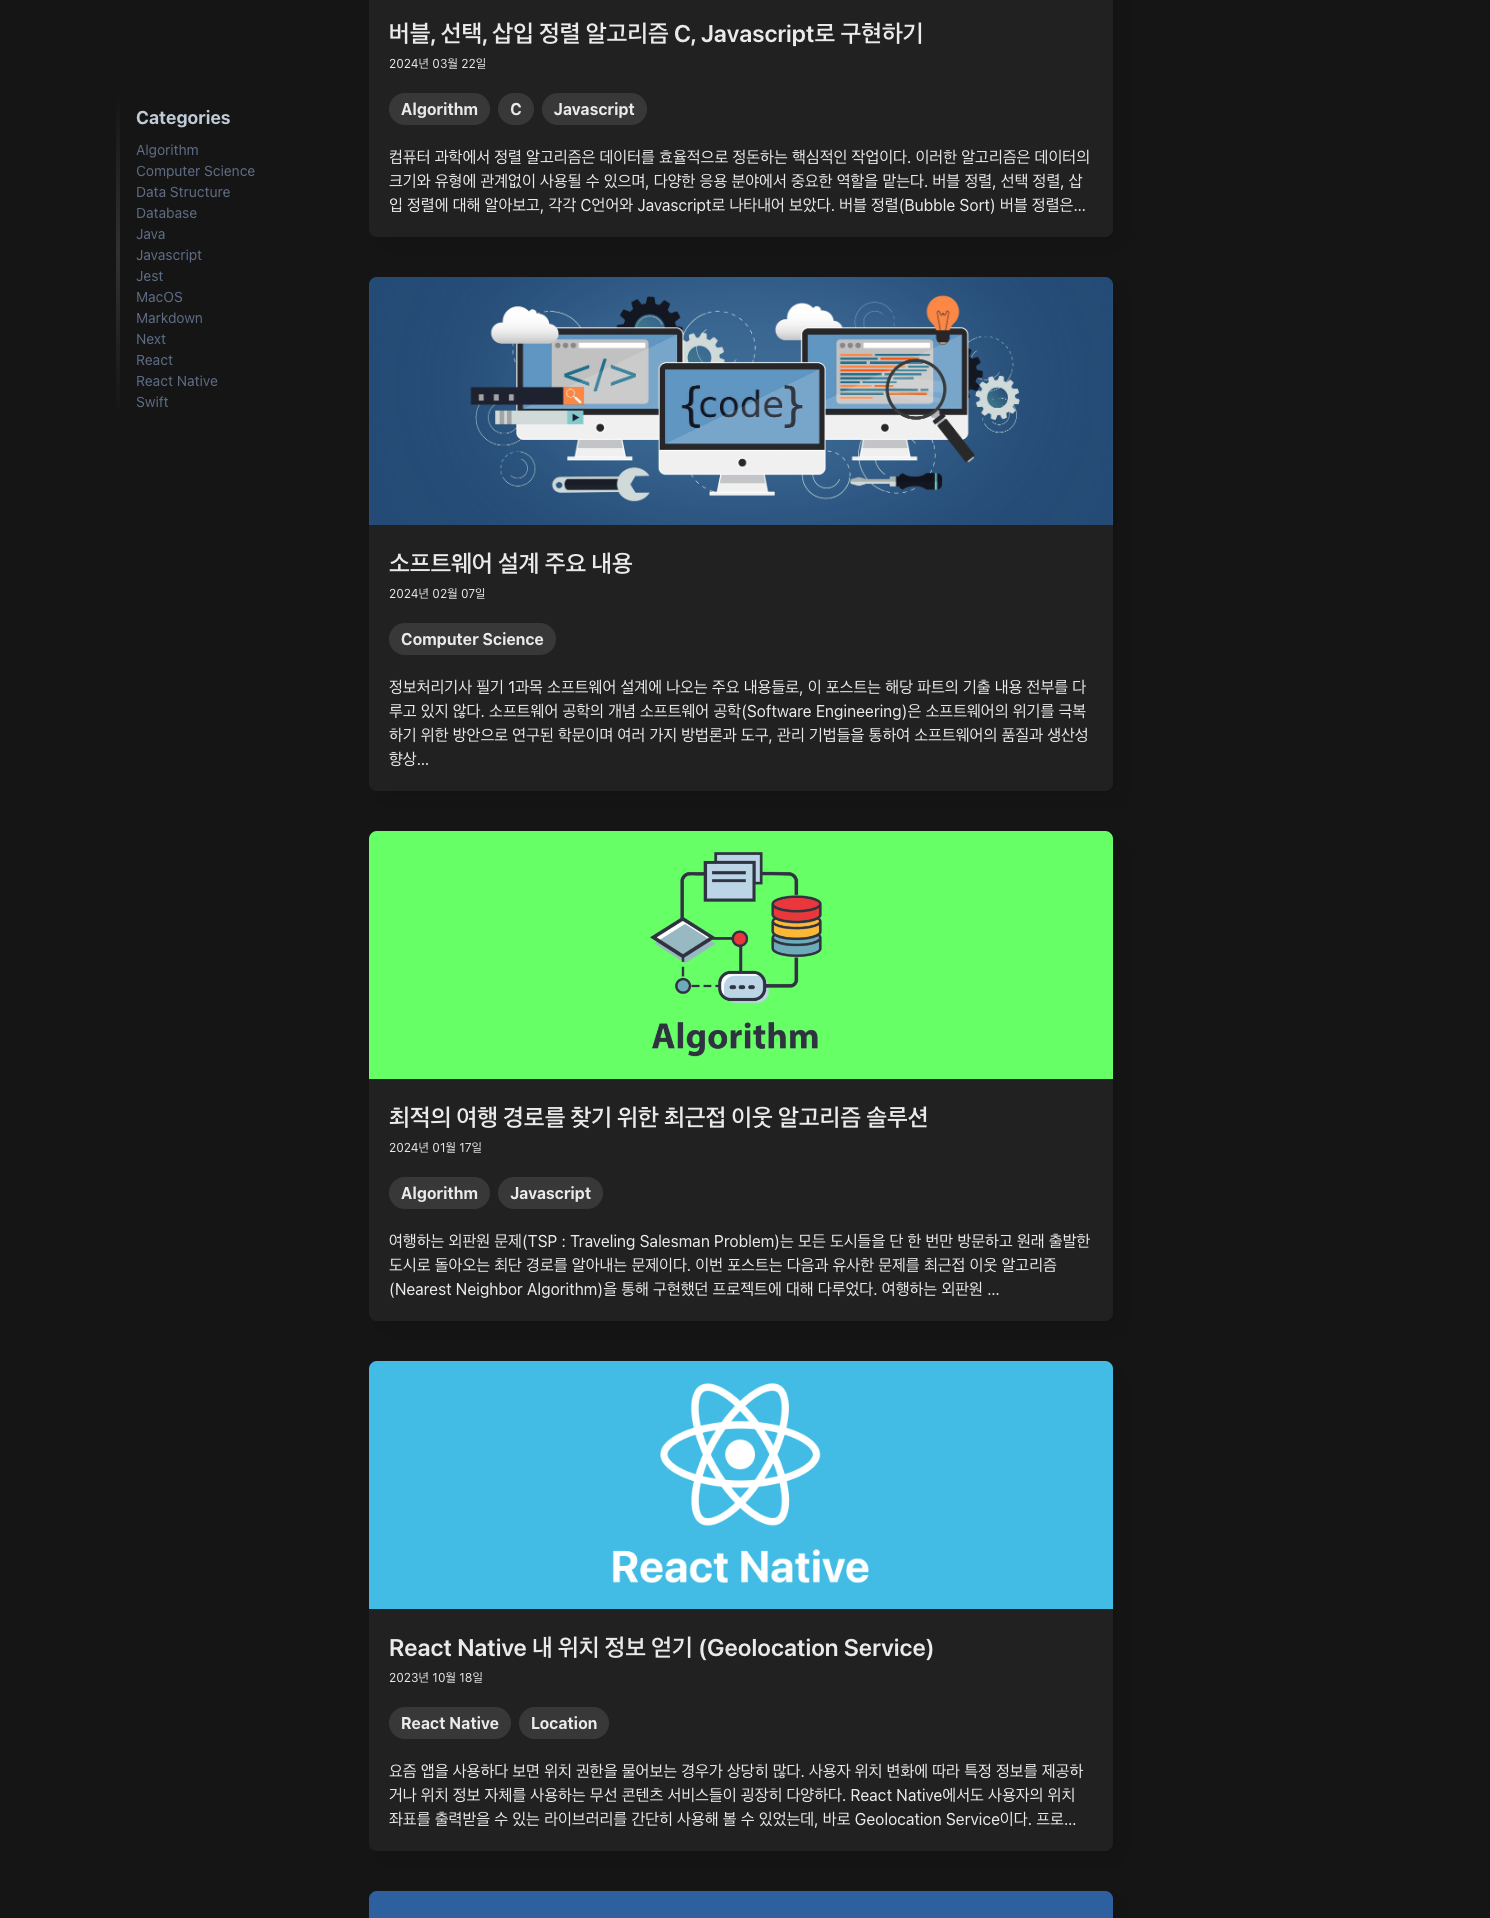 Categories
Algorithm
Computer Science
Data Structure
Database
Java
Javascript
Jest
MacOS
Markdown
Next
React
React Native
Swift
버블, 선택, 삽입 정렬 알고리즘 C, Javascript로 구현하기
2024년 03월 22일
Algorithm C Javascript
컴퓨터 과학에서 정렬 알고리즘은 데이터를 효율적으로 정돈하는 핵심적인 작업이다. 이러한 알고리즘은 데이터의
크기와 유형에 관계없이 사용될 수 있으며, 다양한 응용 분야에서 중요한 역할을 맡는다. 버블 정렬, 선택 정렬, 삽
입 정렬에 대해 알아보고, 각각 C언어와 Javascript로 나타내어 보았다. 버블 정렬(Bubble Sort) 버블 정렬은...
</>
{code}
소프트웨어 설계 주요 내용
2024년 02월 07일
Computer Science
정보처리기사 필기 1과목 소프트웨어 설계에 나오는 주요 내용들로, 이 포스트는 해당 파트의 기출 내용 전부를 다
루고 있지 않다. 소프트웨어 공학의 개념 소프트웨어 공학(Software Engineering)은 소프트웨어의 위기를 극복
하기 위한 방안으로 연구된 학문이며 여러 가지 방법론과 도구, 관리 기법들을 통하여 소프트웨어의 품질과 생산성
향상...
Algorithm
최적의 여행 경로를 찾기 위한 최근접 이웃 알고리즘 솔루션
2024년 01월 17일
Algorithm Javascript
여행하는 외판원 문제(TSP : Traveling Salesman Problem)는 모든 도시들을 단 한 번만 방문하고 원래 출발한
도시로 돌아오는 최단 경로를 알아내는 문제이다. 이번 포스트는 다음과 유사한 문제를 최근접 이웃 알고리즘
(Nearest Neighbor Algorithm)을 통해 구현했던 프로젝트에 대해 다루었다. 여행하는 외판원 ...
React Native
React Native 내 위치 정보 얻기 (Geolocation Service)
2023년 10월 18일
React Native Location
요즘 앱을 사용하다 보면 위치 권한을 물어보는 경우가 상당히 많다. 사용자 위치 변화에 따라 특정 정보를 제공하
거나 위치 정보 자체를 사용하는 무선 콘텐츠 서비스들이 굉장히 다양하다. React Native에서도 사용자의 위치
좌표를 출력받을 수 있는 라이브러리를 간단히 사용해 볼 수 있었는데, 바로 Geolocation Service이다. 프로...